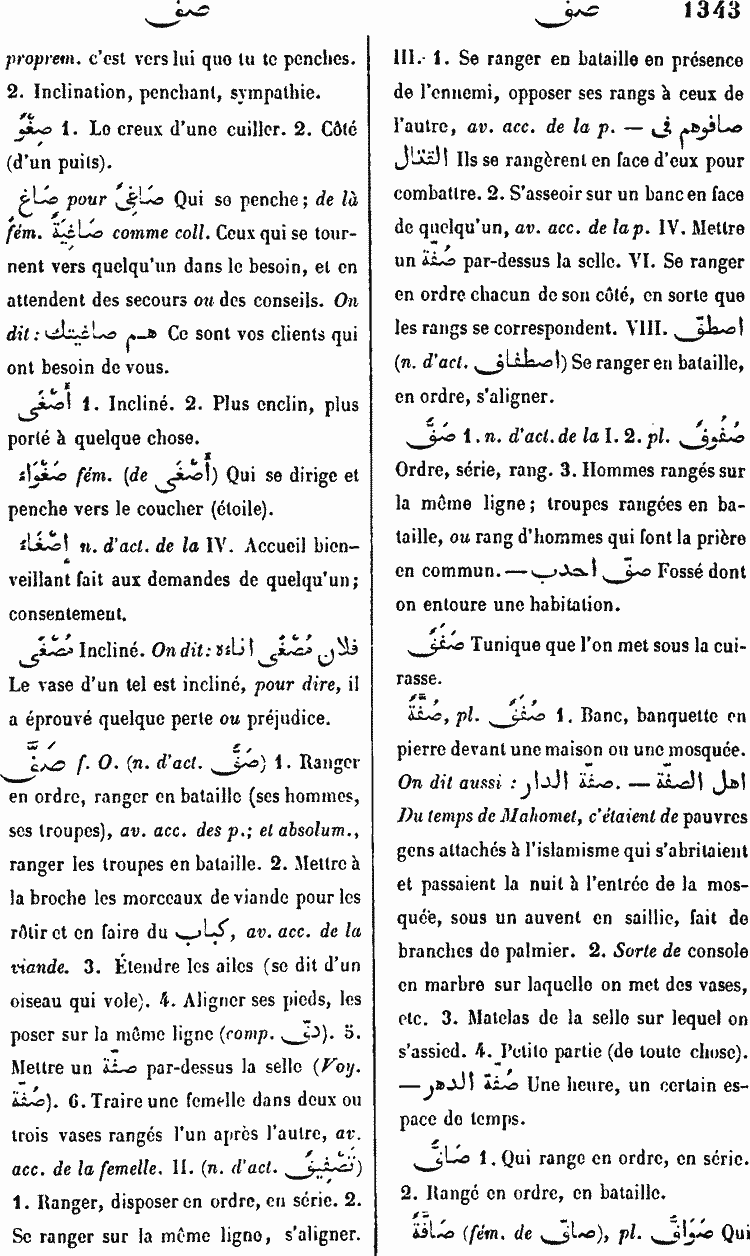 صف صف 1343
proprem. c'est vers lui que tu te penches.
2. Inclination, penchant, sympathie.
صِغْوٌ 1. Le creux d'une cuiller. 2. Côté
(d'un puits).
صَاغٍ pour صَاغِىٌ Qui se penche; de là
fém. صَاغِيَةٌ comme coll. Ceux qui se tour-
nent vers quelqu'un dans le besoin, et en
attendent des secours ou des conseils. On
dit: هم صاغيتك Ce sont vos clients qui
ont besoin de vous.
أَصْغَى 1. Incliné. 2. Plus enclin, plus
porté à quelque chose.
صَغْوَاءُ fém. (de أَصْغَى) Qui se dirige et
penche vers le coucher (étoile).
إصْغَاءٌ n. d'act. de la IV. Accueil bien-
veillant fait aux demandes de quelqu'un;
consentement.
مُصْغًى Incliné. On dit: فلان مُصْغًى اناءه
Le vase d'un tel est incliné, pour dire, il
a éprouvé quelque perte ou préjudice.
صَفَّ f. O. (n. d'act. صَفٌّ) 1. Ranger
en ordre, ranger en bataille (ses hommes,
ses troupes), av. acc. des p.; et absolum.,
ranger les troupes en bataille. 2. Mettre à
la broche les morceaux de viande pour les
rôtir et en faire du كباب, av. acc. de la
viande. 3. Étendre les ailes (se dit d'un
oiseau qui vole). 4. Aligner ses pieds, les
poser sur la même ligne (comp. دفّ). 5.
Mettre un صفّة par-dessus la selle (Voy.
صُفّة). 6. Traire une femelle dans deux ou
trois vases rangés l'un après l'autre, av.
acc. de la femelle. II. (n. d'act. تَصْفِيفٌ)
1. Ranger, disposer en ordre, en série. 2.
Se ranger sur la même ligne, s'aligner.
III. 1. Se ranger en bataille en présence
de l'ennemi, opposer ses rangs à ceux de
l'autre, av. acc. de la p. — صافوهم فى
القتال Ils se rangèrent en face d'eux pour
combattre. 2. S'asseoir sur un banc en face
de quelqu'un, av. acc. de la p. IV. Mettre
un صُفّة par-dessus la selle. VI. Se ranger
en ordre chacun de son côté, en sorte que
les rangs se correspondent. VIII. اصطفّ
(n. d'act. اصطفاف) Se ranger en bataille,
en ordre, s'aligner.
صَفٌّ 1. n. d'act. de la I. 2. pl. صُفُوفٌ
Ordre, série, rang. 3. Hommes rangés sur
la même ligne; troupes rangées en ba-
taille, ou rang d'hommes qui font la prière
en commun. — صفّ احدب Fossé dont
on entoure une habitation.
صُفَفٌ Tunique que l'on met sous la cui-
rasse.
صُفَّةٌ, pl. صُفَفٌ 1. Banc, banquette en
pierre devant une maison ou une mosquée.
On dit aussi: صفّة الدار. — اهل الصفّة
Du temps de Mahomet, c'étaient de pauvres
gens attachés à l'islamisme qui s'abritaient
et passaient la nuit à l'entrée de la mos-
quée, sous un auvent en saillie, fait de
branches de palmier. 2. Sorte de console
en marbre sur laquelle on met des vases,
etc. 3. Matelas de la selle sur lequel on
s'assied. 4. Petite partie (de toute chose).
— صُفّة الدهر Une heure, un certain es-
pace de temps.
صَافٌّ 1. Qui range en ordre, en série.
2. Rangé en ordre, en bataille.
صَافَّةٌ (fém. de صافّ), pl. صَوَافُّ Qui